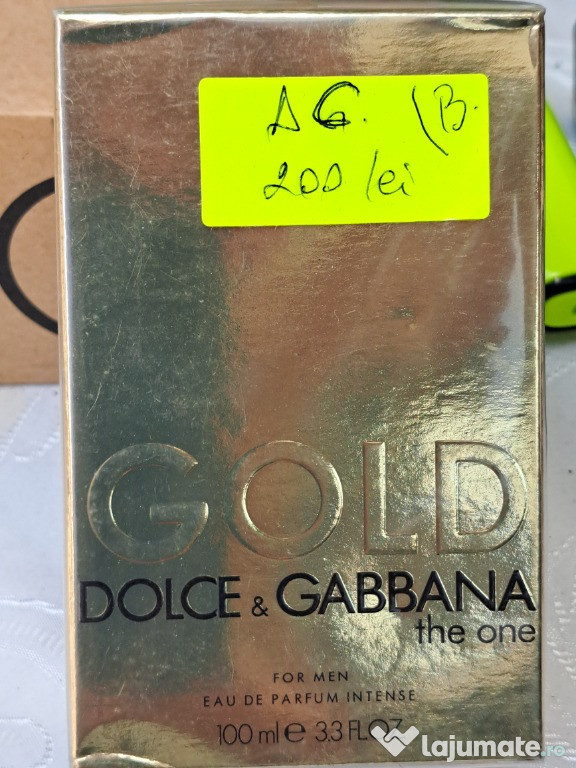 DG. (B.
200 lei
GOLD
DOLCE & GABBANA
the one
FOR MEN
EAU DE PARFUM INTENSE
100 ml e 3.3 FL.OZ
lajumate.ro